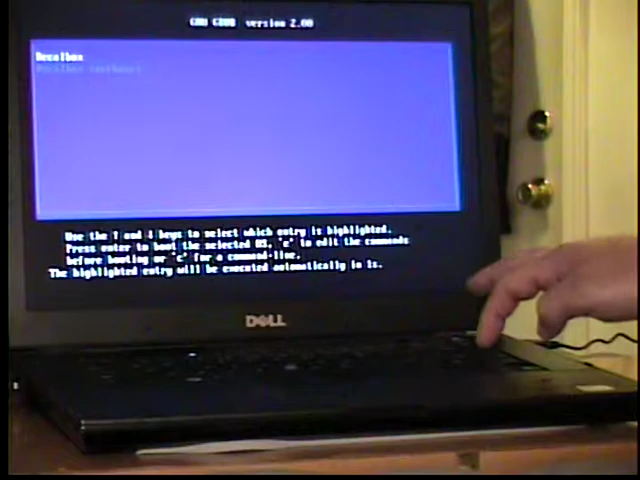 GNU GRUB version 2.00
Recalbox
Use the ↑ and ↓ keys to select which entry is highlighted.
Press enter to boot the selected OS, "e" to edit the commands
before booting or "c" for a command-line.
The highlighted entry will be executed automatically in 1s.
DELL